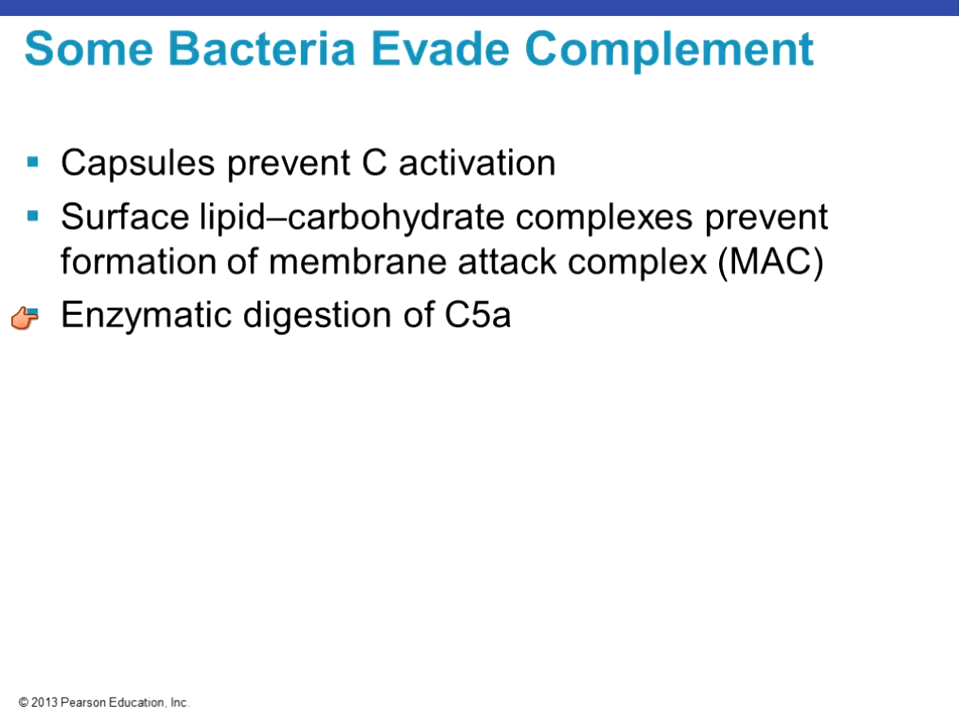 Some Bacteria Evade Complement
Capsules prevent C activation
Surface lipid–carbohydrate complexes prevent
formation of membrane attack complex (MAC)
Enzymatic digestion of C5a
© 2013 Pearson Education, Inc.